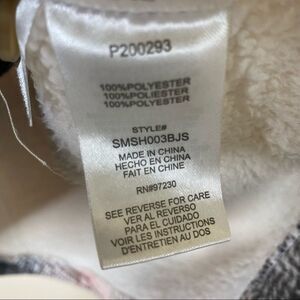 P200293
100%POLYESTER
100%POLIESTER
100%POLYESTER
STYLE#
SMSH003BJS
MADE IN CHINA
HECHO EN CHINA
FAIT EN CHINE
RN#97230
SEE REVERSE FOR CARE
VER AL REVERSO
PARA EL CUIDADO
VOIR LES INSTRUCTIONS
D'ENTRETIEN AU DOS